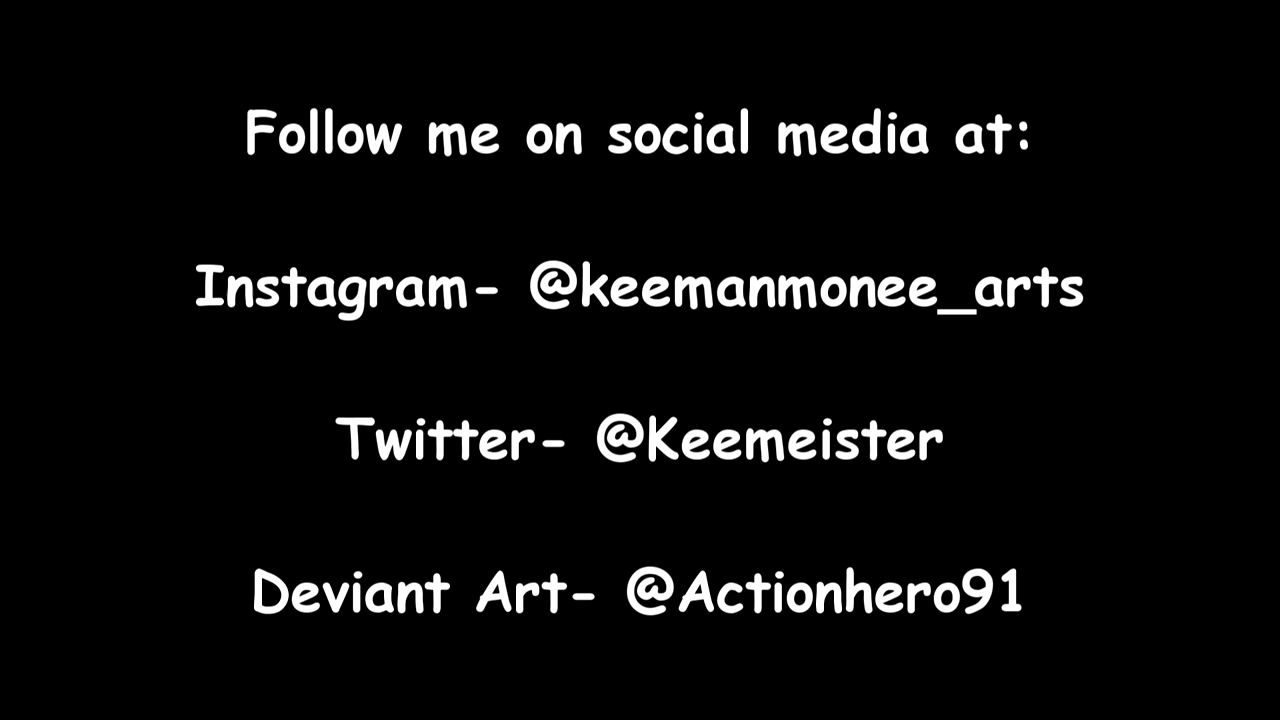 Follow me on social media at:
Instagram- @keemanmonee_arts
Twitter- @Keemeister
Deviant Art- @Actionhero91